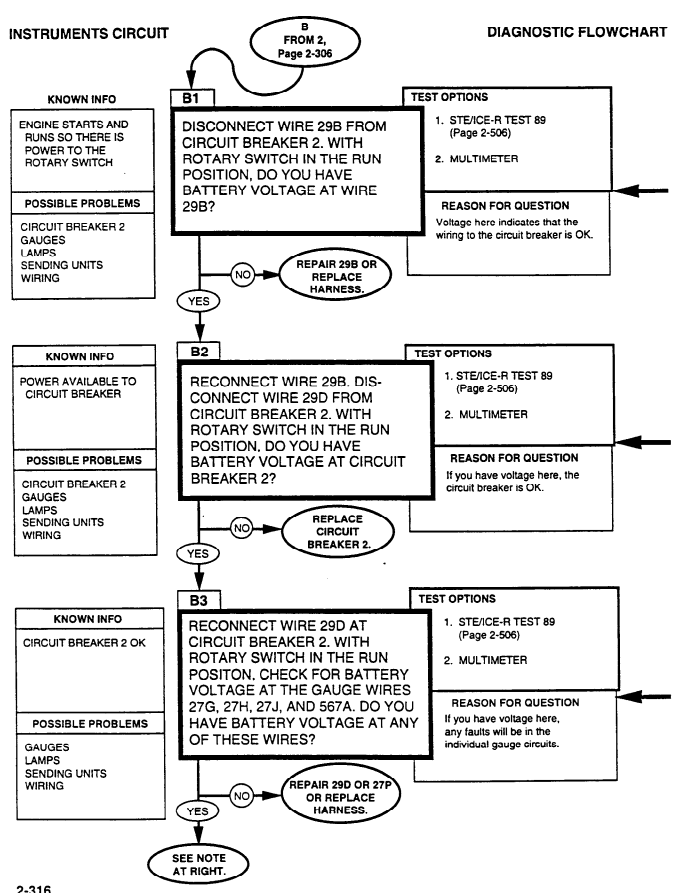 INSTRUMENTS CIRCUIT
DIAGNOSTIC FLOWCHART
B
FROM 2,
Page 2-306
KNOWN INFO
ENGINE STARTS AND
RUNS SO THERE IS
POWER TO THE
ROTARY SWITCH
POSSIBLE PROBLEMS
CIRCUIT BREAKER 2
GAUGES
LAMPS
SENDING UNITS
WIRING
B1
DISCONNECT WIRE 29B FROM
CIRCUIT BREAKER 2. WITH
ROTARY SWITCH IN THE RUN
POSITION, DO YOU HAVE
BATTERY VOLTAGE AT WIRE
29B?
TEST OPTIONS
1. STE/ICE-R TEST 89
(Page 2-506)
2. MULTIMETER
REASON FOR QUESTION
Voltage here indicates that the
wiring to the circuit breaker is OK.
NO
REPAIR 29B OR
REPLACE
HARNESS.
YES
KNOWN INFO
POWER AVAILABLE TO
CIRCUIT BREAKER
POSSIBLE PROBLEMS
CIRCUIT BREAKER 2
GAUGES
LAMPS
SENDING UNITS
WIRING
B2
RECONNECT WIRE 29B. DIS-
CONNECT WIRE 29D FROM
CIRCUIT BREAKER 2. WITH
ROTARY SWITCH IN THE RUN
POSITION, DO YOU HAVE
BATTERY VOLTAGE AT CIRCUIT
BREAKER 2?
TEST OPTIONS
1. STE/ICE-R TEST 89
(Page 2-506)
2. MULTIMETER
REASON FOR QUESTION
If you have voltage here, the
circuit breaker is OK.
NO
REPLACE
CIRCUIT
BREAKER 2.
YES
KNOWN INFO
CIRCUIT BREAKER 2 OK
POSSIBLE PROBLEMS
GAUGES
LAMPS
SENDING UNITS
WIRING
B3
RECONNECT WIRE 29D AT
CIRCUIT BREAKER 2. WITH
ROTARY SWITCH IN THE RUN
POSITON, CHECK FOR BATTERY
VOLTAGE AT THE GAUGE WIRES
27G, 27H, 27J, AND 567A. DO YOU
HAVE BATTERY VOLTAGE AT ANY
OF THESE WIRES?
TEST OPTIONS
1. STE/ICE-R TEST 89
(Page 2-506)
2. MULTIMETER
REASON FOR QUESTION
If you have voltage here,
any faults will be in the
individual gauge circuits.
NO
REPAIR 29D OR 27P
OR REPLACE
HARNESS.
YES
SEE NOTE
AT RIGHT.
2-316